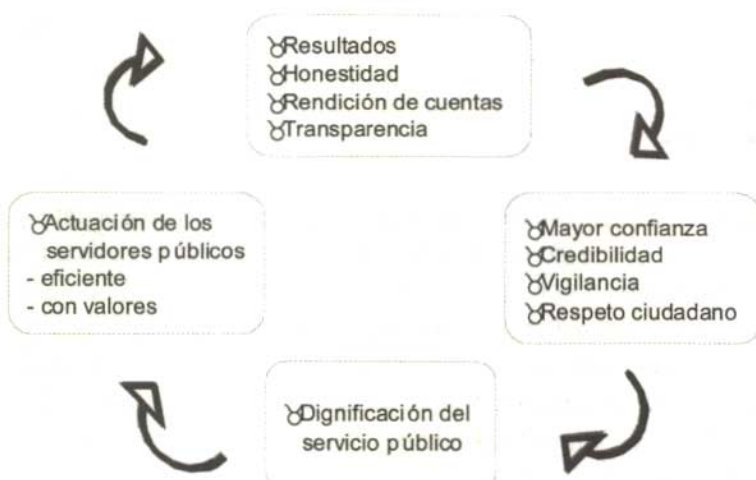 Resultados
Honestidad
Rendición de cuentas
Transparencia
Mayor confianza
Credibilidad
Vigilancia
Respeto ciudadano
Dignificación del
servicio público
Actuación de los
servidores públicos
- eficiente
- con valores